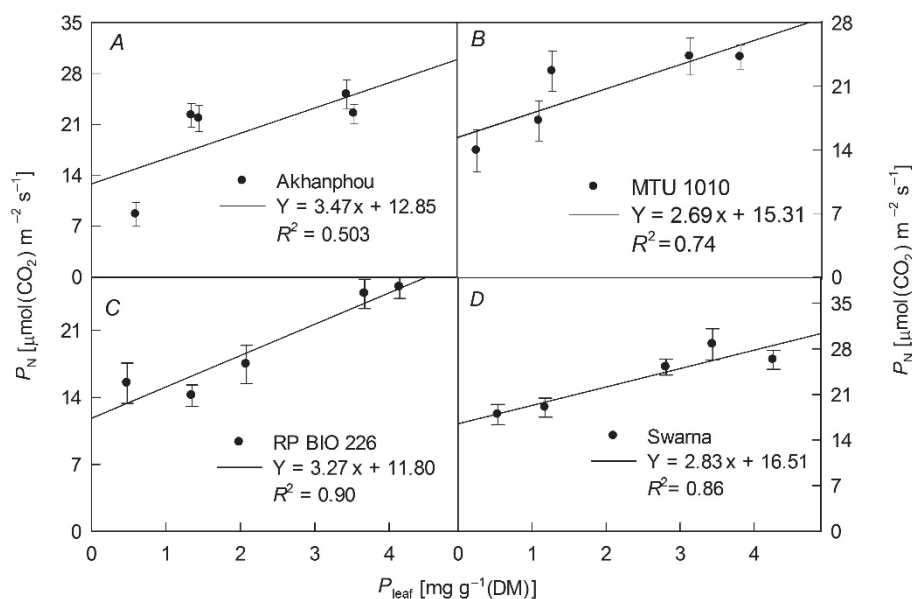 A
35
28
21
14
7
0
Akhanphou
Y = 3.47x + 12.85
R² = 0.503
B
28
21
14
7
0
MTU 1010
Y = 2.69x + 15.31
R² = 0.74
C
21
14
7
0
RP BIO 226
Y = 3.27x + 11.80
R² = 0.90
D
35
28
21
14
7
0
Swarna
Y = 2.83x + 16.51
R² = 0.86
0 1 2 3 4 0 1 2 3 4
P_N [μmol(CO₂) m⁻² s⁻¹)
P_N [μmol(CO₂) m⁻² s⁻¹)
P_leaf [mg g⁻¹(DM)]